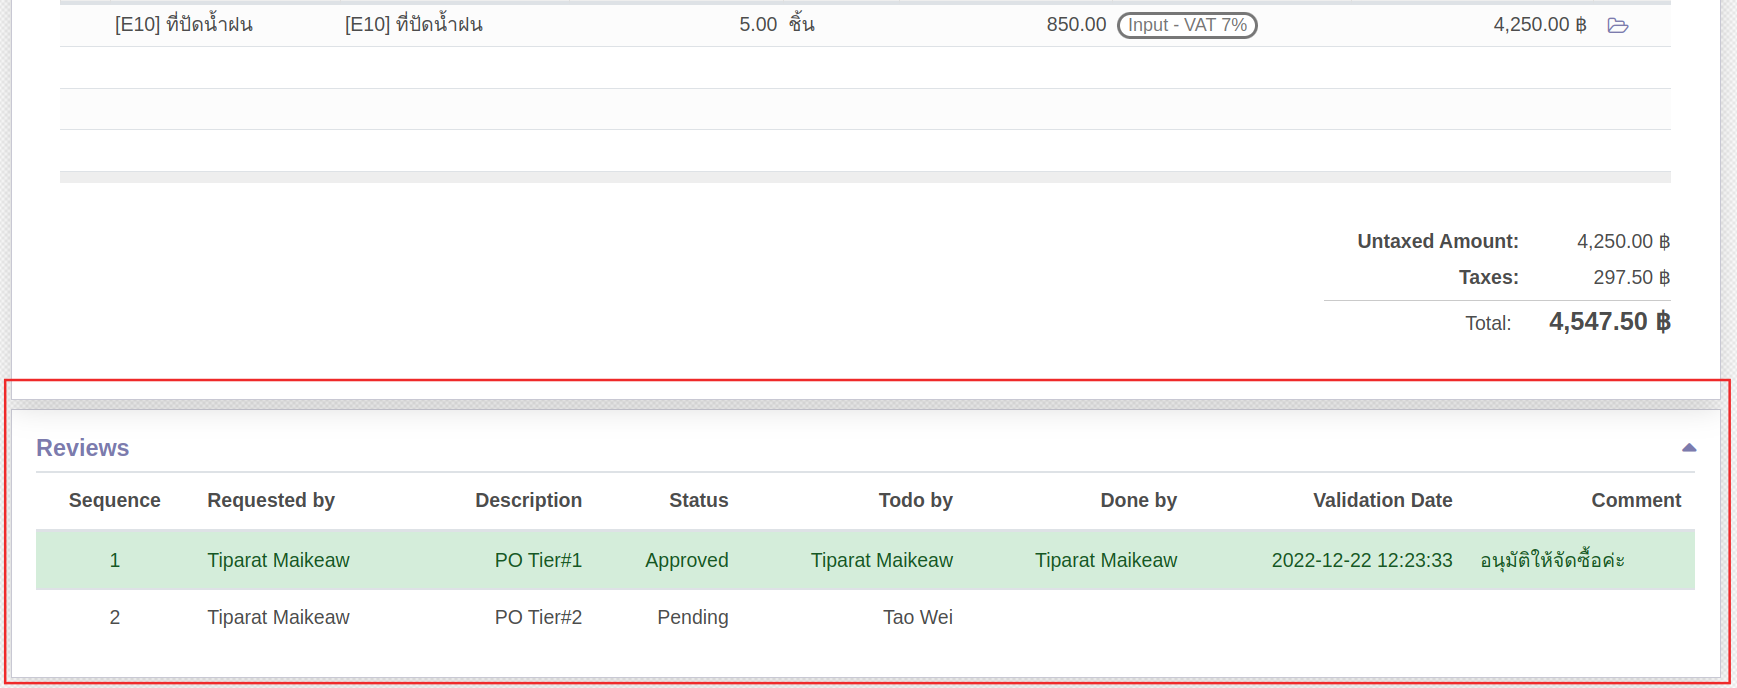 [E10] ที่ปัดน้ำฝน [E10] ที่ปัดน้ำฝน 5.00 ชิ้น 850.00 Input - VAT 7% 4,250.00 ฿
Untaxed Amount: 4,250.00 ฿
Taxes: 297.50 ฿
Total: 4,547.50 ฿
Reviews
Sequence Requested by Description Status Todo by Done by Validation Date Comment
1 Tiparat Maikeaw PO Tier#1 Approved Tiparat Maikeaw Tiparat Maikeaw 2022-12-22 12:23:33 อนุมัติให้จัดซื้อค่ะ
2 Tiparat Maikeaw PO Tier#2 Pending Tao Wei